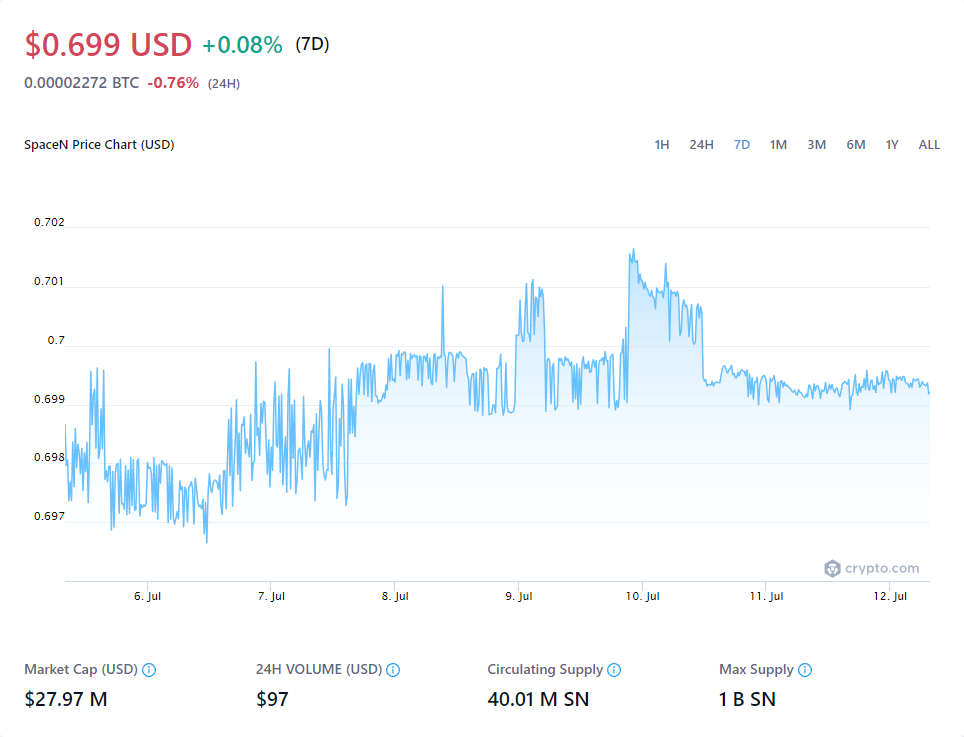 $0.699 USD +0.08% (7D)
0.00002272 BTC -0.76% (24H)
SpaceN Price Chart (USD) 1H 24H 7D 1M 3M 6M 1Y ALL
0.702
0.701
0.7
0.699
0.698
0.697
crypto.com
6. Jul 7. Jul 8. Jul 9. Jul 10. Jul 11. Jul 12. Jul
Market Cap (USD) 24H VOLUME (USD) Circulating Supply Max Supply
$27.97 M $97 40.01 M SN 1 B SN